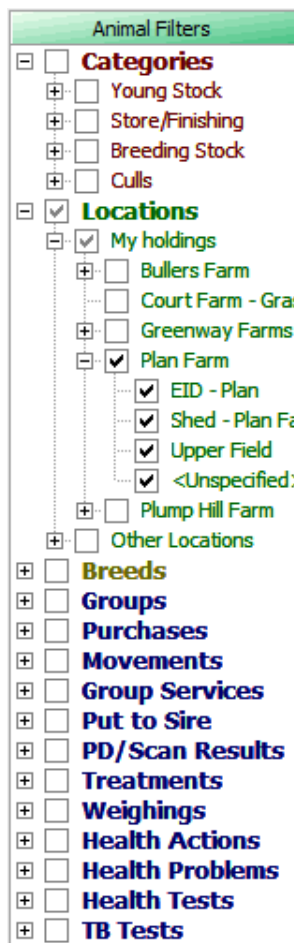 Animal Filters
Categories
Young Stock
Store/Finishing
Breeding Stock
Culls
Locations
My holdings
Bullers Farm
Court Farm - Gras
Greenway Farms
Plan Farm
EID - Plan
Shed - Plan Fa
Upper Field
<Unspecified>
Plump Hill Farm
Other Locations
Breeds
Groups
Purchases
Movements
Group Services
Put to Sire
PD/Scan Results
Treatments
Weighings
Health Actions
Health Problems
Health Tests
TB Tests